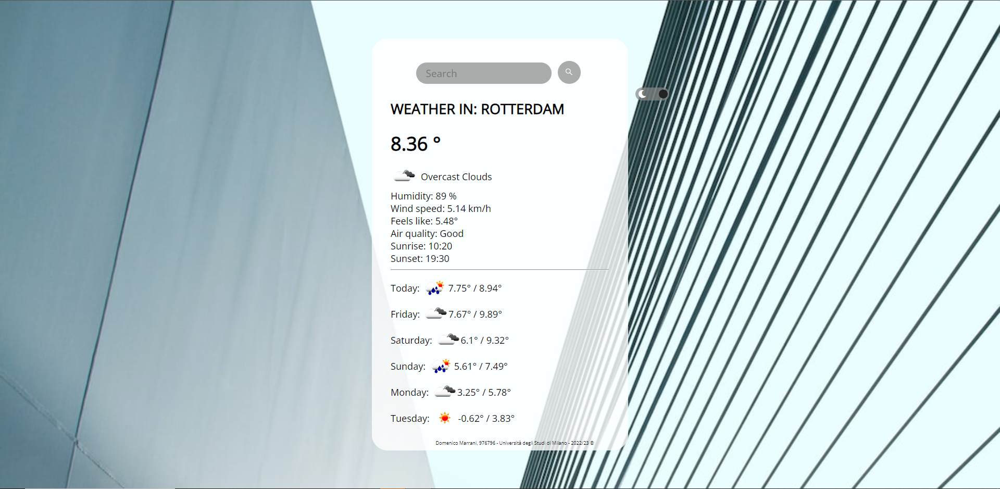 Search
WEATHER IN: ROTTERDAM
8.36 °
Overcast Clouds
Humidity: 89 %
Wind speed: 5.14 km/h
Feels like: 5.48°
Air quality: Good
Sunrise: 10:20
Sunset: 19:30
Today: 7.75° / 8.94°
Friday: 7.67° / 9.89°
Saturday: 6.1° / 9.32°
Sunday: 5.61° / 7.49°
Monday: 3.25° / 5.78°
Tuesday: -0.62° / 3.83°
Domenico Marrani, 976796 - Università degli Studi di Milano - 2022/23 ©